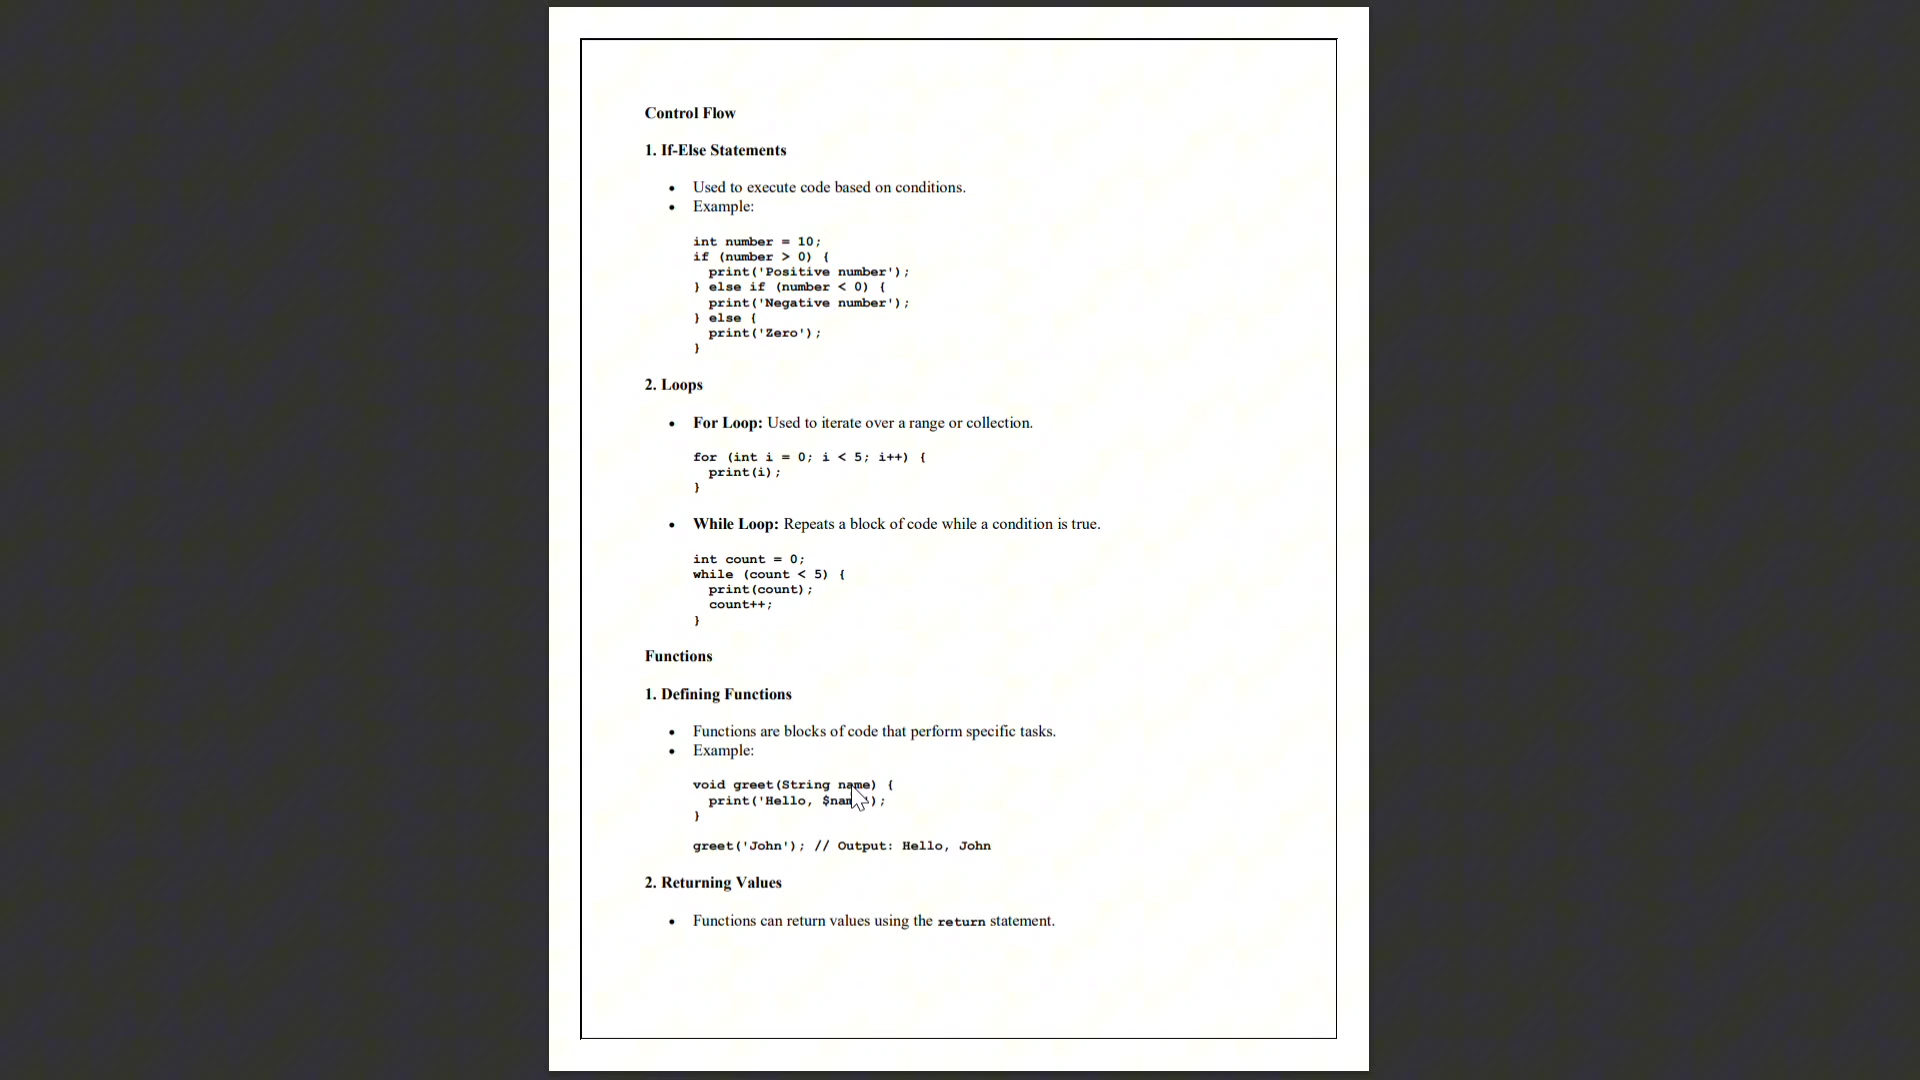 Control Flow
1. If-Else Statements
• Used to execute code based on conditions.
• Example:
int number = 10;
if (number > 0) {
  print('Positive number');
} else if (number < 0) {
  print('Negative number');
} else {
  print('Zero');
}
2. Loops
• For Loop: Used to iterate over a range or collection.
for (int i = 0; i < 5; i++) {
  print(i);
}
• While Loop: Repeats a block of code while a condition is true.
int count = 0;
while (count < 5) {
  print(count);
  count++;
}
Functions
1. Defining Functions
• Functions are blocks of code that perform specific tasks.
• Example:
void greet(String name) {
  print('Hello, $name');
}
greet('John'); // Output: Hello, John
2. Returning Values
• Functions can return values using the return statement.